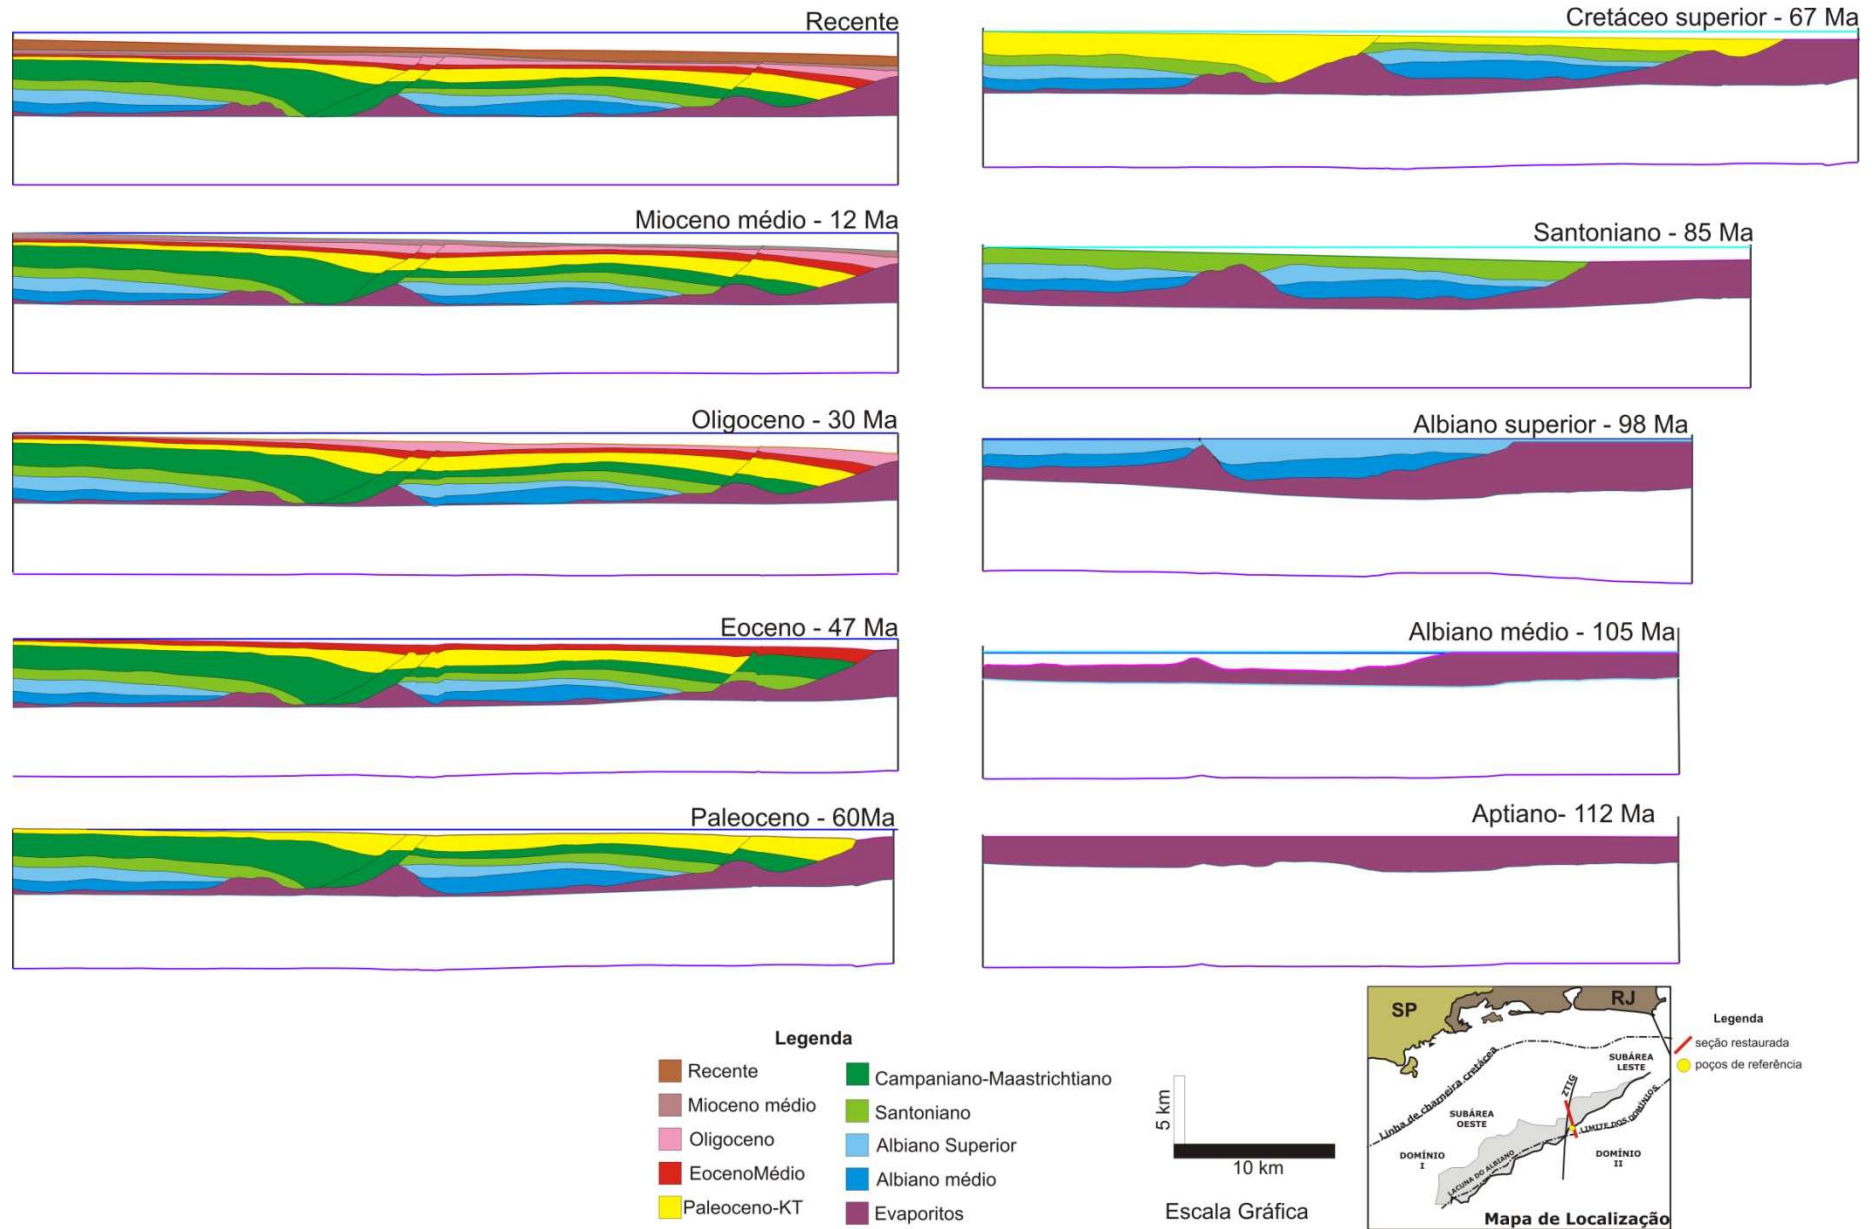 Recente
Mioceno médio - 12 Ma
Oligoceno - 30 Ma
Eoceno - 47 Ma
Paleoceno - 60Ma
Cretáceo superior - 67 Ma
Santoniano - 85 Ma
Albiano superior - 98 Ma
Albiano médio - 105 Ma
Aptiano- 112 Ma
Legenda
Recente
Mioceno médio
Oligoceno
EocenoMédio
Paleoceno-KT
Campaniano-Maastrichtiano
Santoniano
Albiano Superior
Albiano médio
Evaporitos
5 km
10 km
Escala Gráfica
SP
RJ
Linha de charneira cretácea
SUBÁREA
LESTE
ZTIG
SUBÁREA
OESTE
LIMITE DOS DOMÍNIOS
DOMÍNIO
I
DOMÍNIO
II
LACUNA DO ALBIANO
Mapa de Localização
Legenda
seção restaurada
poços de referência